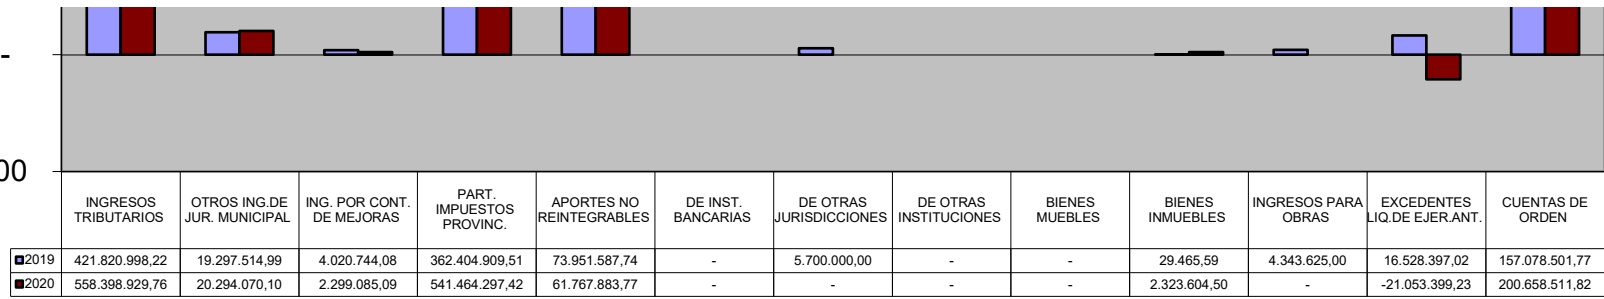 -
00
INGRESOS TRIBUTARIOS
OTROS ING.DE JUR. MUNICIPAL
ING. POR CONT. DE MEJORAS
PART. IMPUESTOS PROVINC.
APORTES NO REINTEGRABLES
DE INST. BANCARIAS
DE OTRAS JURISDICCIONES
DE OTRAS INSTITUCIONES
BIENES MUEBLES
BIENES INMUEBLES
INGRESOS PARA OBRAS
EXCEDENTES LIQ.DE EJER.ANT.
CUENTAS DE ORDEN
2019 421.820.998,22 19.297.514,99 4.020.744,08 362.404.909,51 73.951.587,74 - 5.700.000,00 - - 29.465,59 4.343.625,00 16.528.397,02 157.078.501,77
2020 558.398.929,76 20.294.070,10 2.299.085,09 541.464.297,42 61.767.883,77 - - - - 2.323.604,50 - -21.053.399,23 200.658.511,82